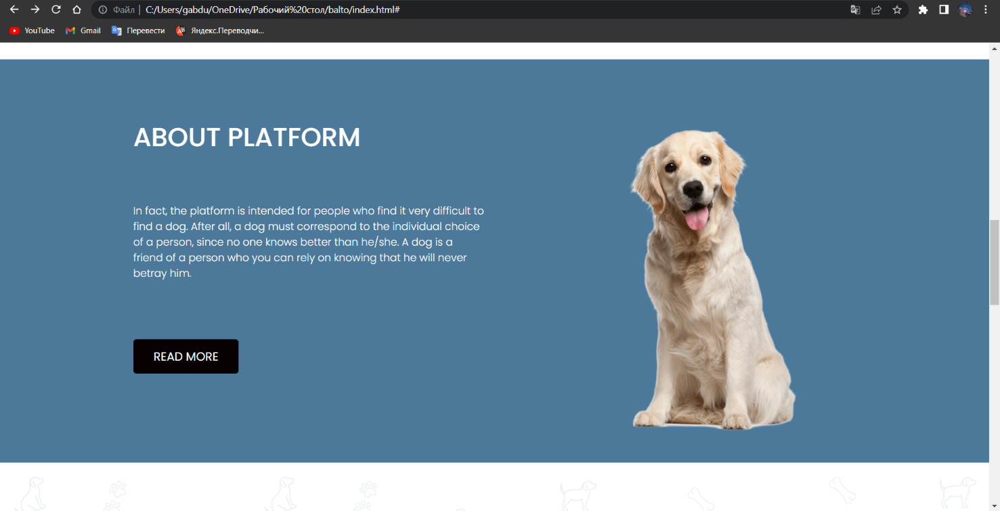 Файл | C:/Users/gabdu/OneDrive/Рабочий%20стол/balto/index.html#
YouTube Gmail Перевести Яндекс.Переводчи...
ABOUT PLATFORM
In fact, the platform is intended for people who find it very difficult to
find a dog. After all, a dog must correspond to the individual choice
of a person, since no one knows better than he/she. A dog is a
friend of a person who you can rely on knowing that he will never
betray him.
READ MORE